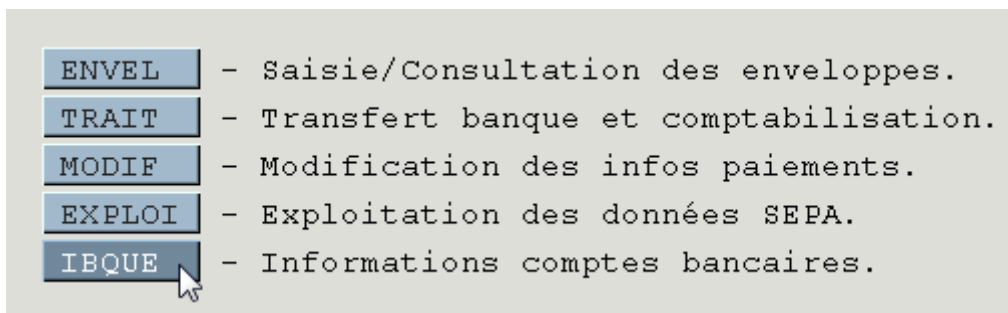 ENVEL - Saisie/Consultation des enveloppes.
TRAIT - Transfert banque et comptabilisation.
MODIF - Modification des infos paiements.
EXPLOI - Exploitation des données SEPA.
IBQUE - Informations comptes bancaires.